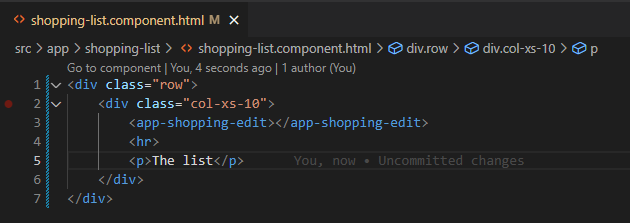 shopping-list.component.html M
src > app > shopping-list > shopping-list.component.html > div.row > div.col-xs-10 > p
Go to component | You, 4 seconds ago | 1 author (You)
1 <div class="row">
2 <div class="col-xs-10">
3 <app-shopping-edit></app-shopping-edit>
4 <hr>
5 <p>The list</p> You, now • Uncommitted changes
6 </div>
7 </div>